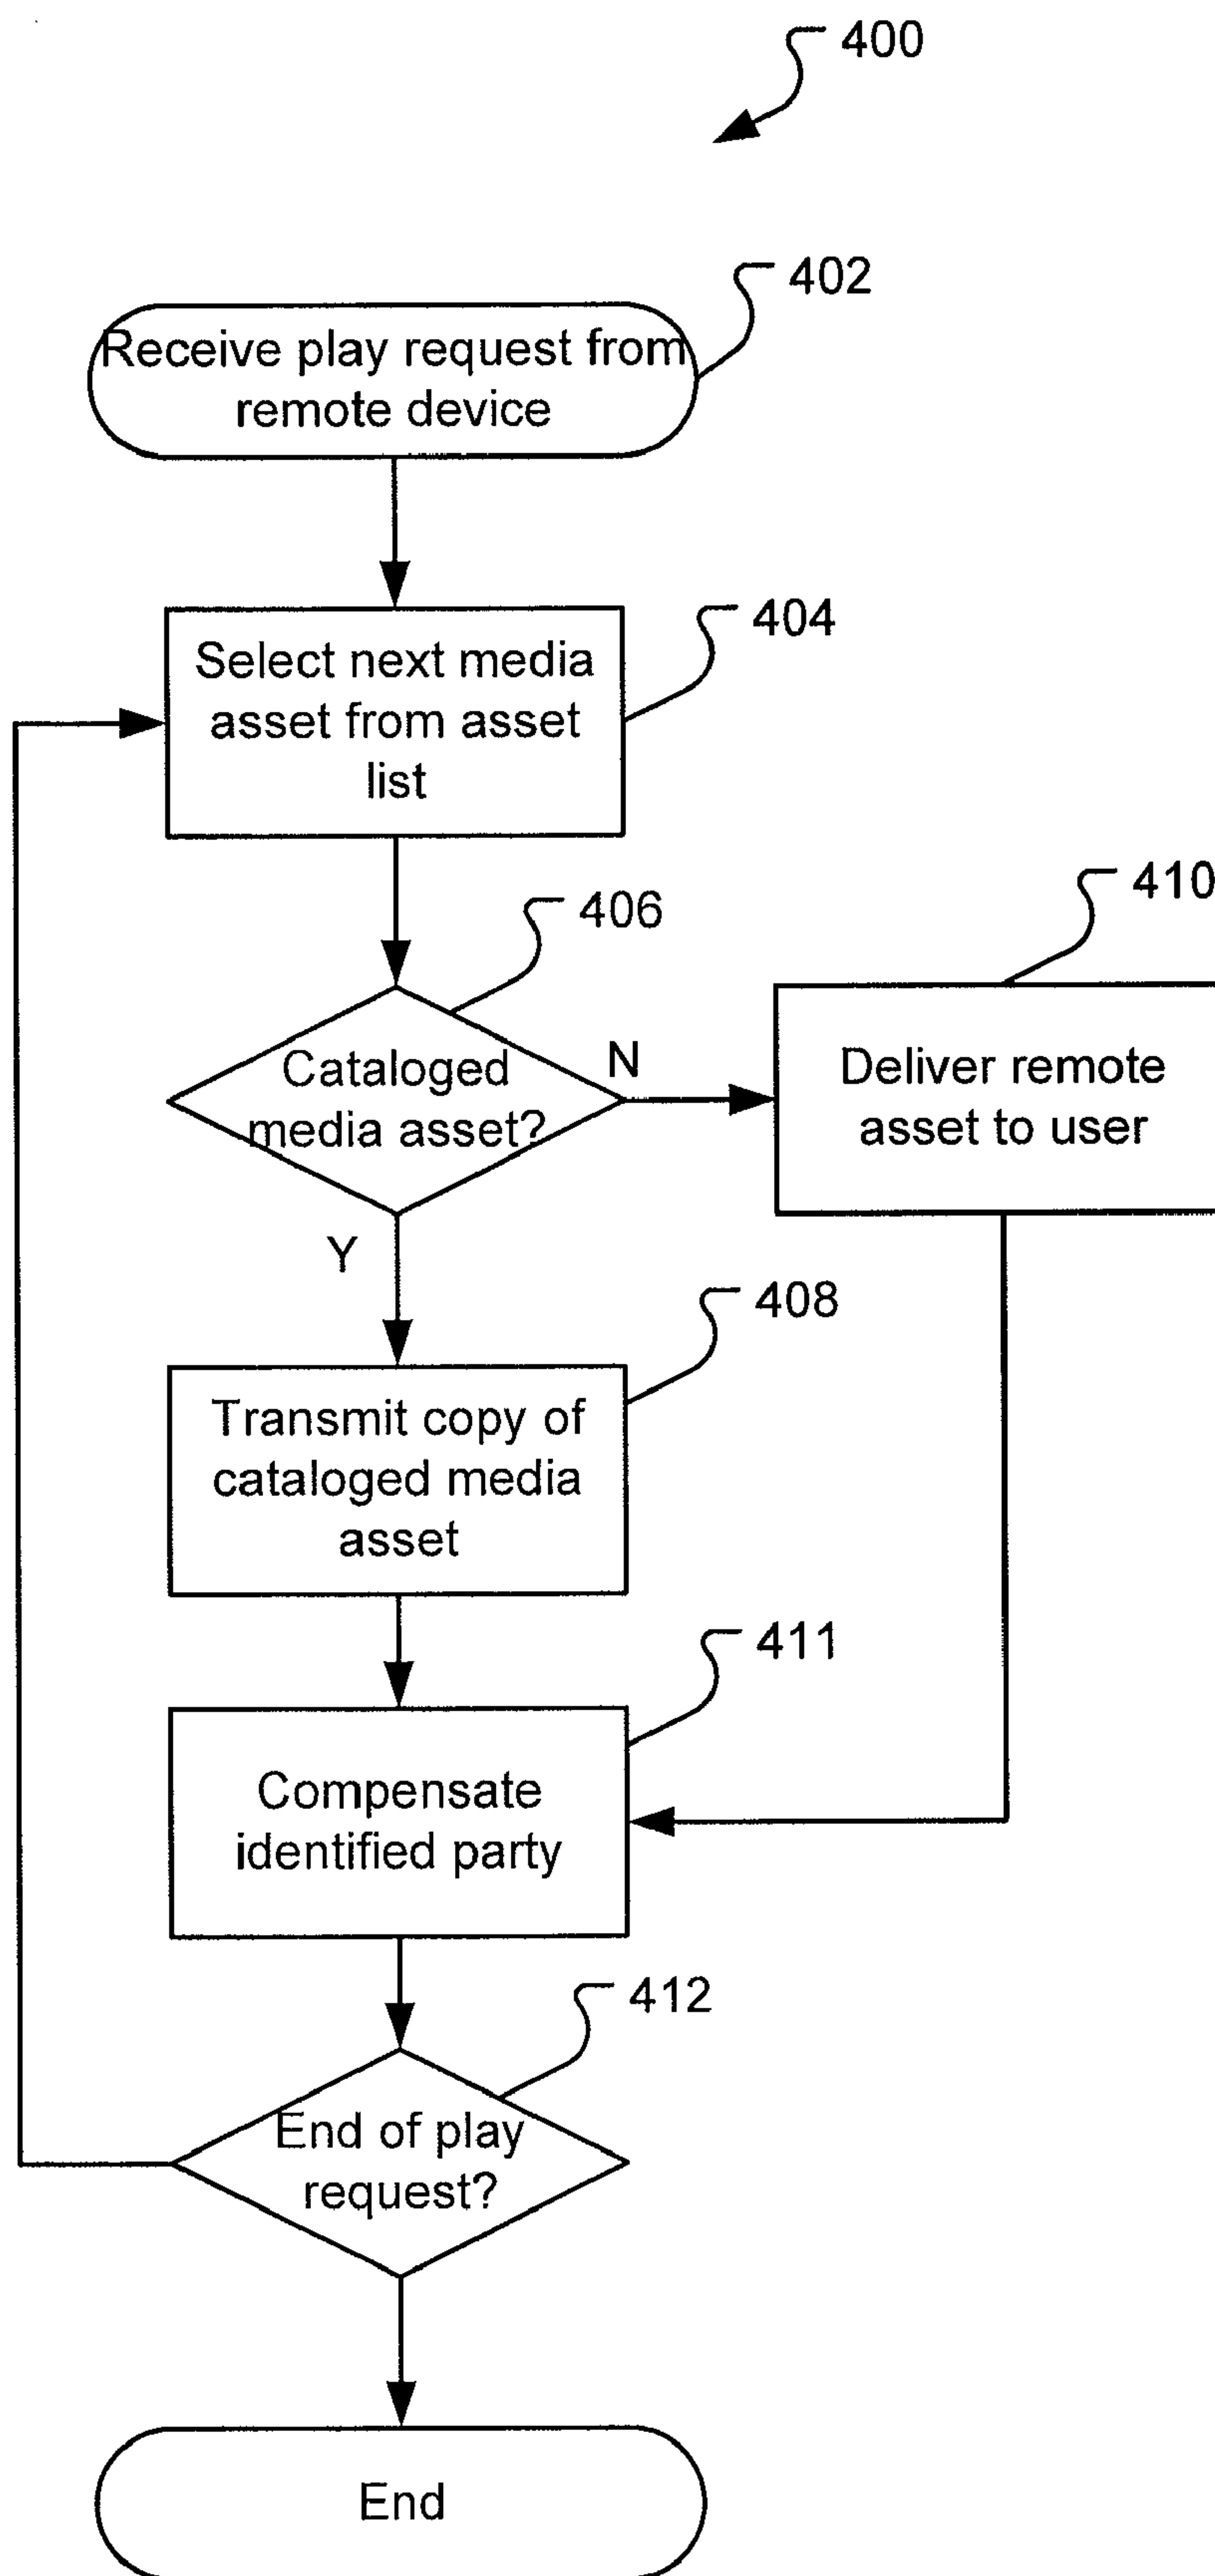 400
402
Receive play request from
remote device
404
Select next media
asset from asset
list
406
410
Cataloged
media asset?
N
Deliver remote
asset to user
Y
408
Transmit copy of
cataloged media
asset
411
Compensate
identified party
412
End of play
request?
End